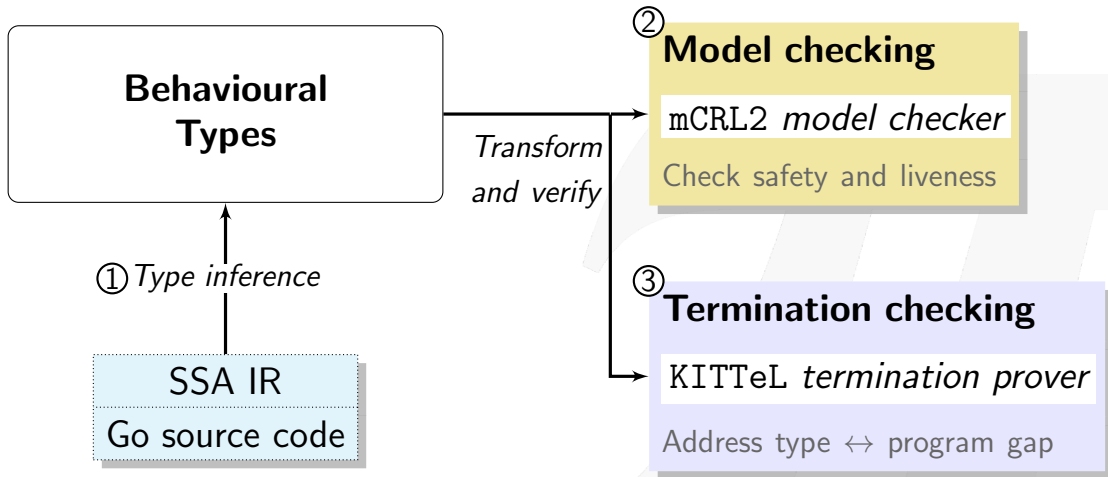 Behavioural
Types
①Type inference
SSA IR
Go source code
Transform
and verify
②
Model checking
mCRL2 model checker
Check safety and liveness
③
Termination checking
KITTeL termination prover
Address type ↔ program gap